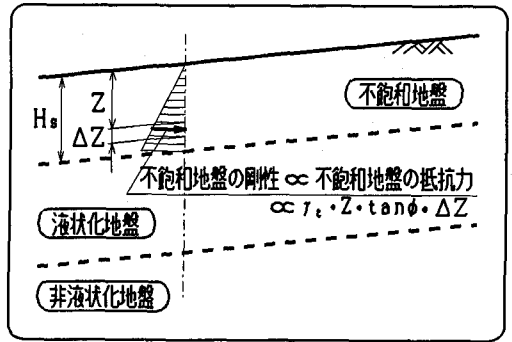 不飽和地盤
Hs
Z
ΔZ
不飽和地盤の剛性 ∝ 不飽和地盤の抵抗力
∝ γt・Z・tanφ・ΔZ
液状化地盤
非液状化地盤